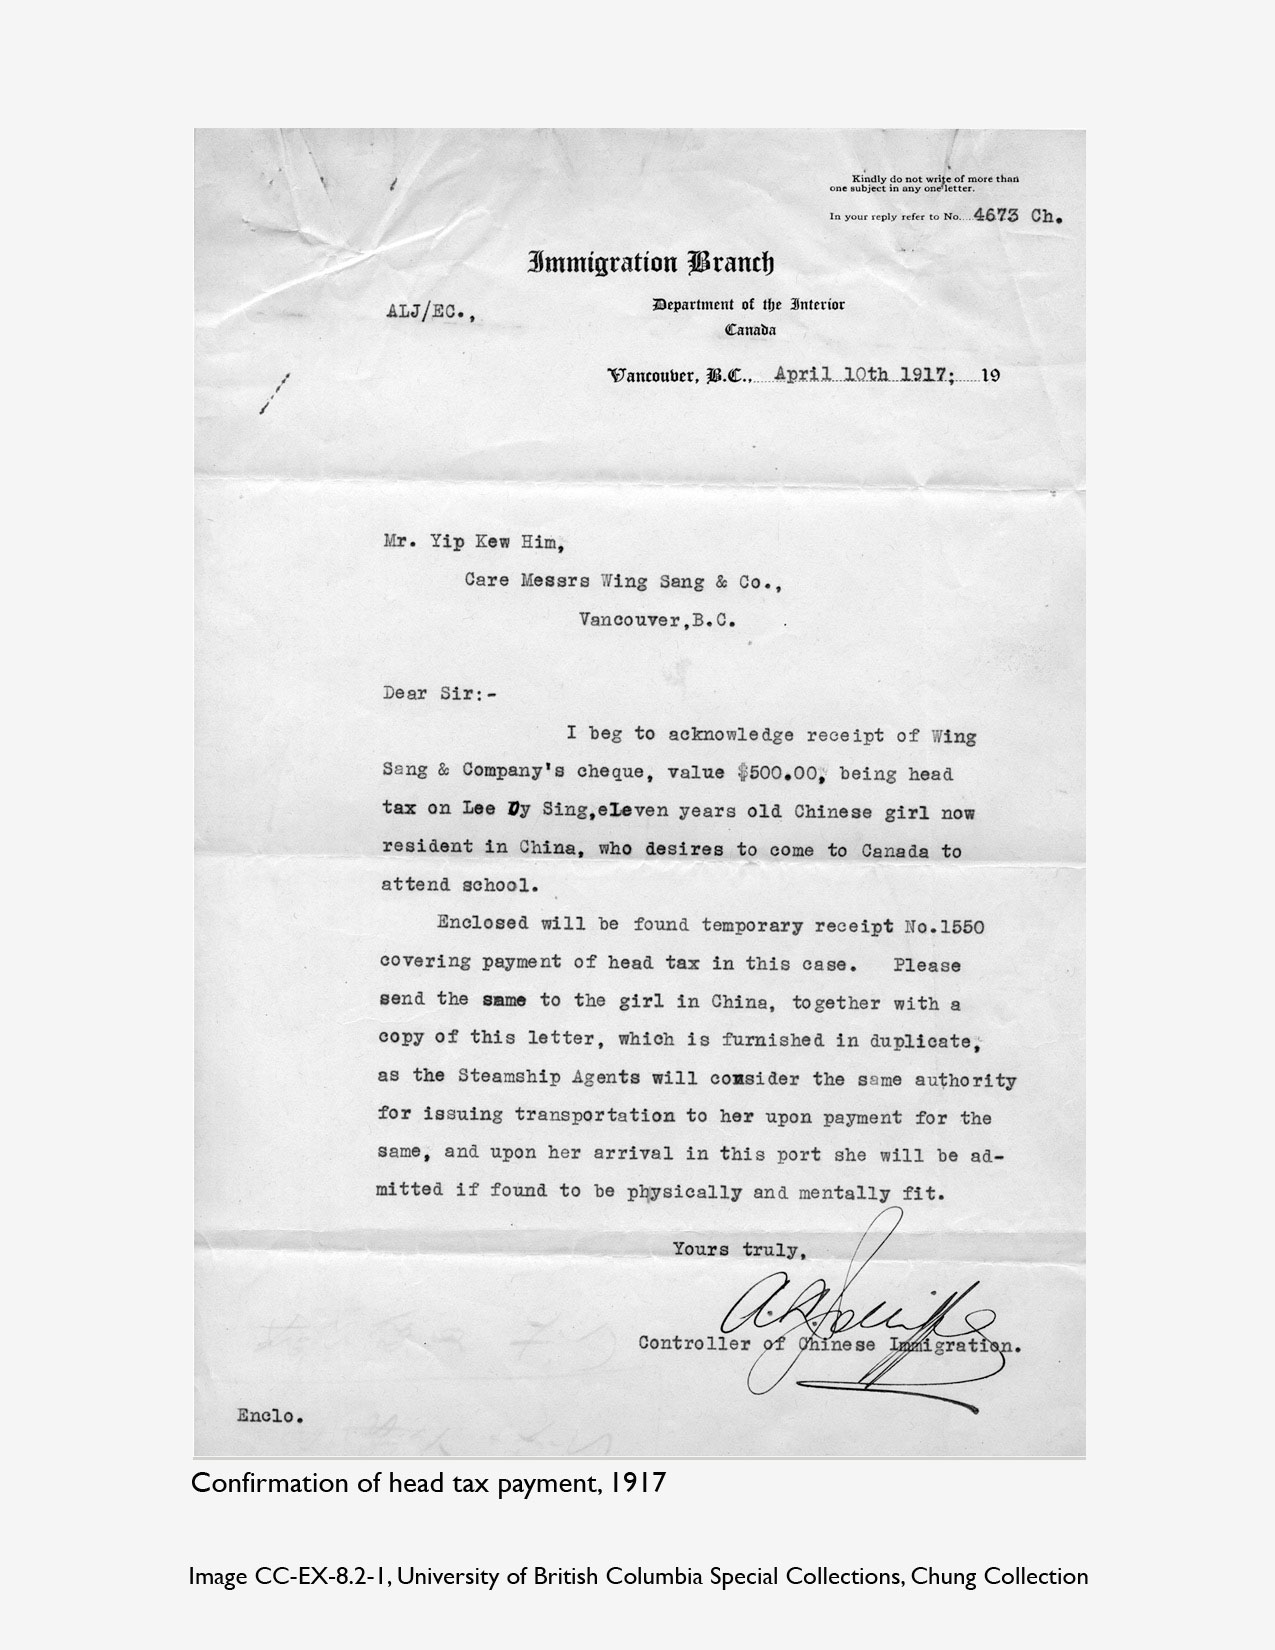 Kindly do not write of more than
one subject in any one letter.
In your reply refer to No....4673 Ch.
Immigration Branch
ALJ/EC.,
Department of the Interior
Canada
Vancouver, B.C., April 10th 1917; 19
Mr. Yip Kew Him,
Care Messrs Wing Sang & Co.,
Vancouver,B.C.
Dear Sir:-
I beg to acknowledge receipt of Wing
Sang & Company's cheque, value $500.00, being head
tax on Lee Dy Sing,eleven years old Chinese girl now
resident in China, who desires to come to Canada to
attend school.
Enclosed will be found temporary receipt No.1550
covering payment of head tax in this case. Please
send the same to the girl in China, together with a
copy of this letter, which is furnished in duplicate,
as the Steamship Agents will consider the same authority
for issuing transportation to her upon payment for the
same, and upon her arrival in this port she will be ad-
mitted if found to be physically and mentally fit.
Yours truly,
Controller of Chinese Immigration.
Enclo.
Confirmation of head tax payment, 1917
Image CC-EX-8.2-1, University of British Columbia Special Collections, Chung Collection